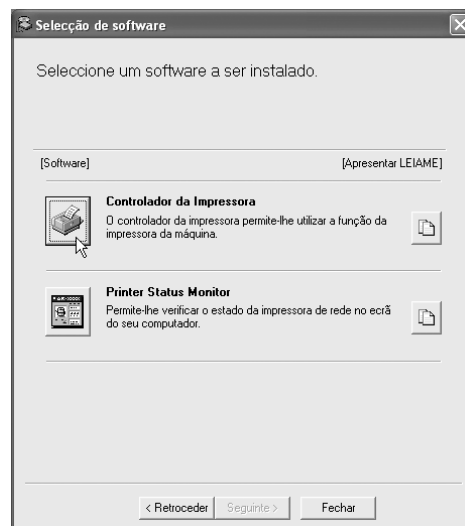 Selecção de software
Seleccione um software a ser instalado.
[Software] [Apresentar LEIAME]
Controlador da Impressora
O controlador da impressora permite-lhe utilizar a função da
impressora da máquina.
Printer Status Monitor
Permite-lhe verificar o estado da impressora de rede no ecrã
do seu computador.
< Retroceder Seguinte > Fechar